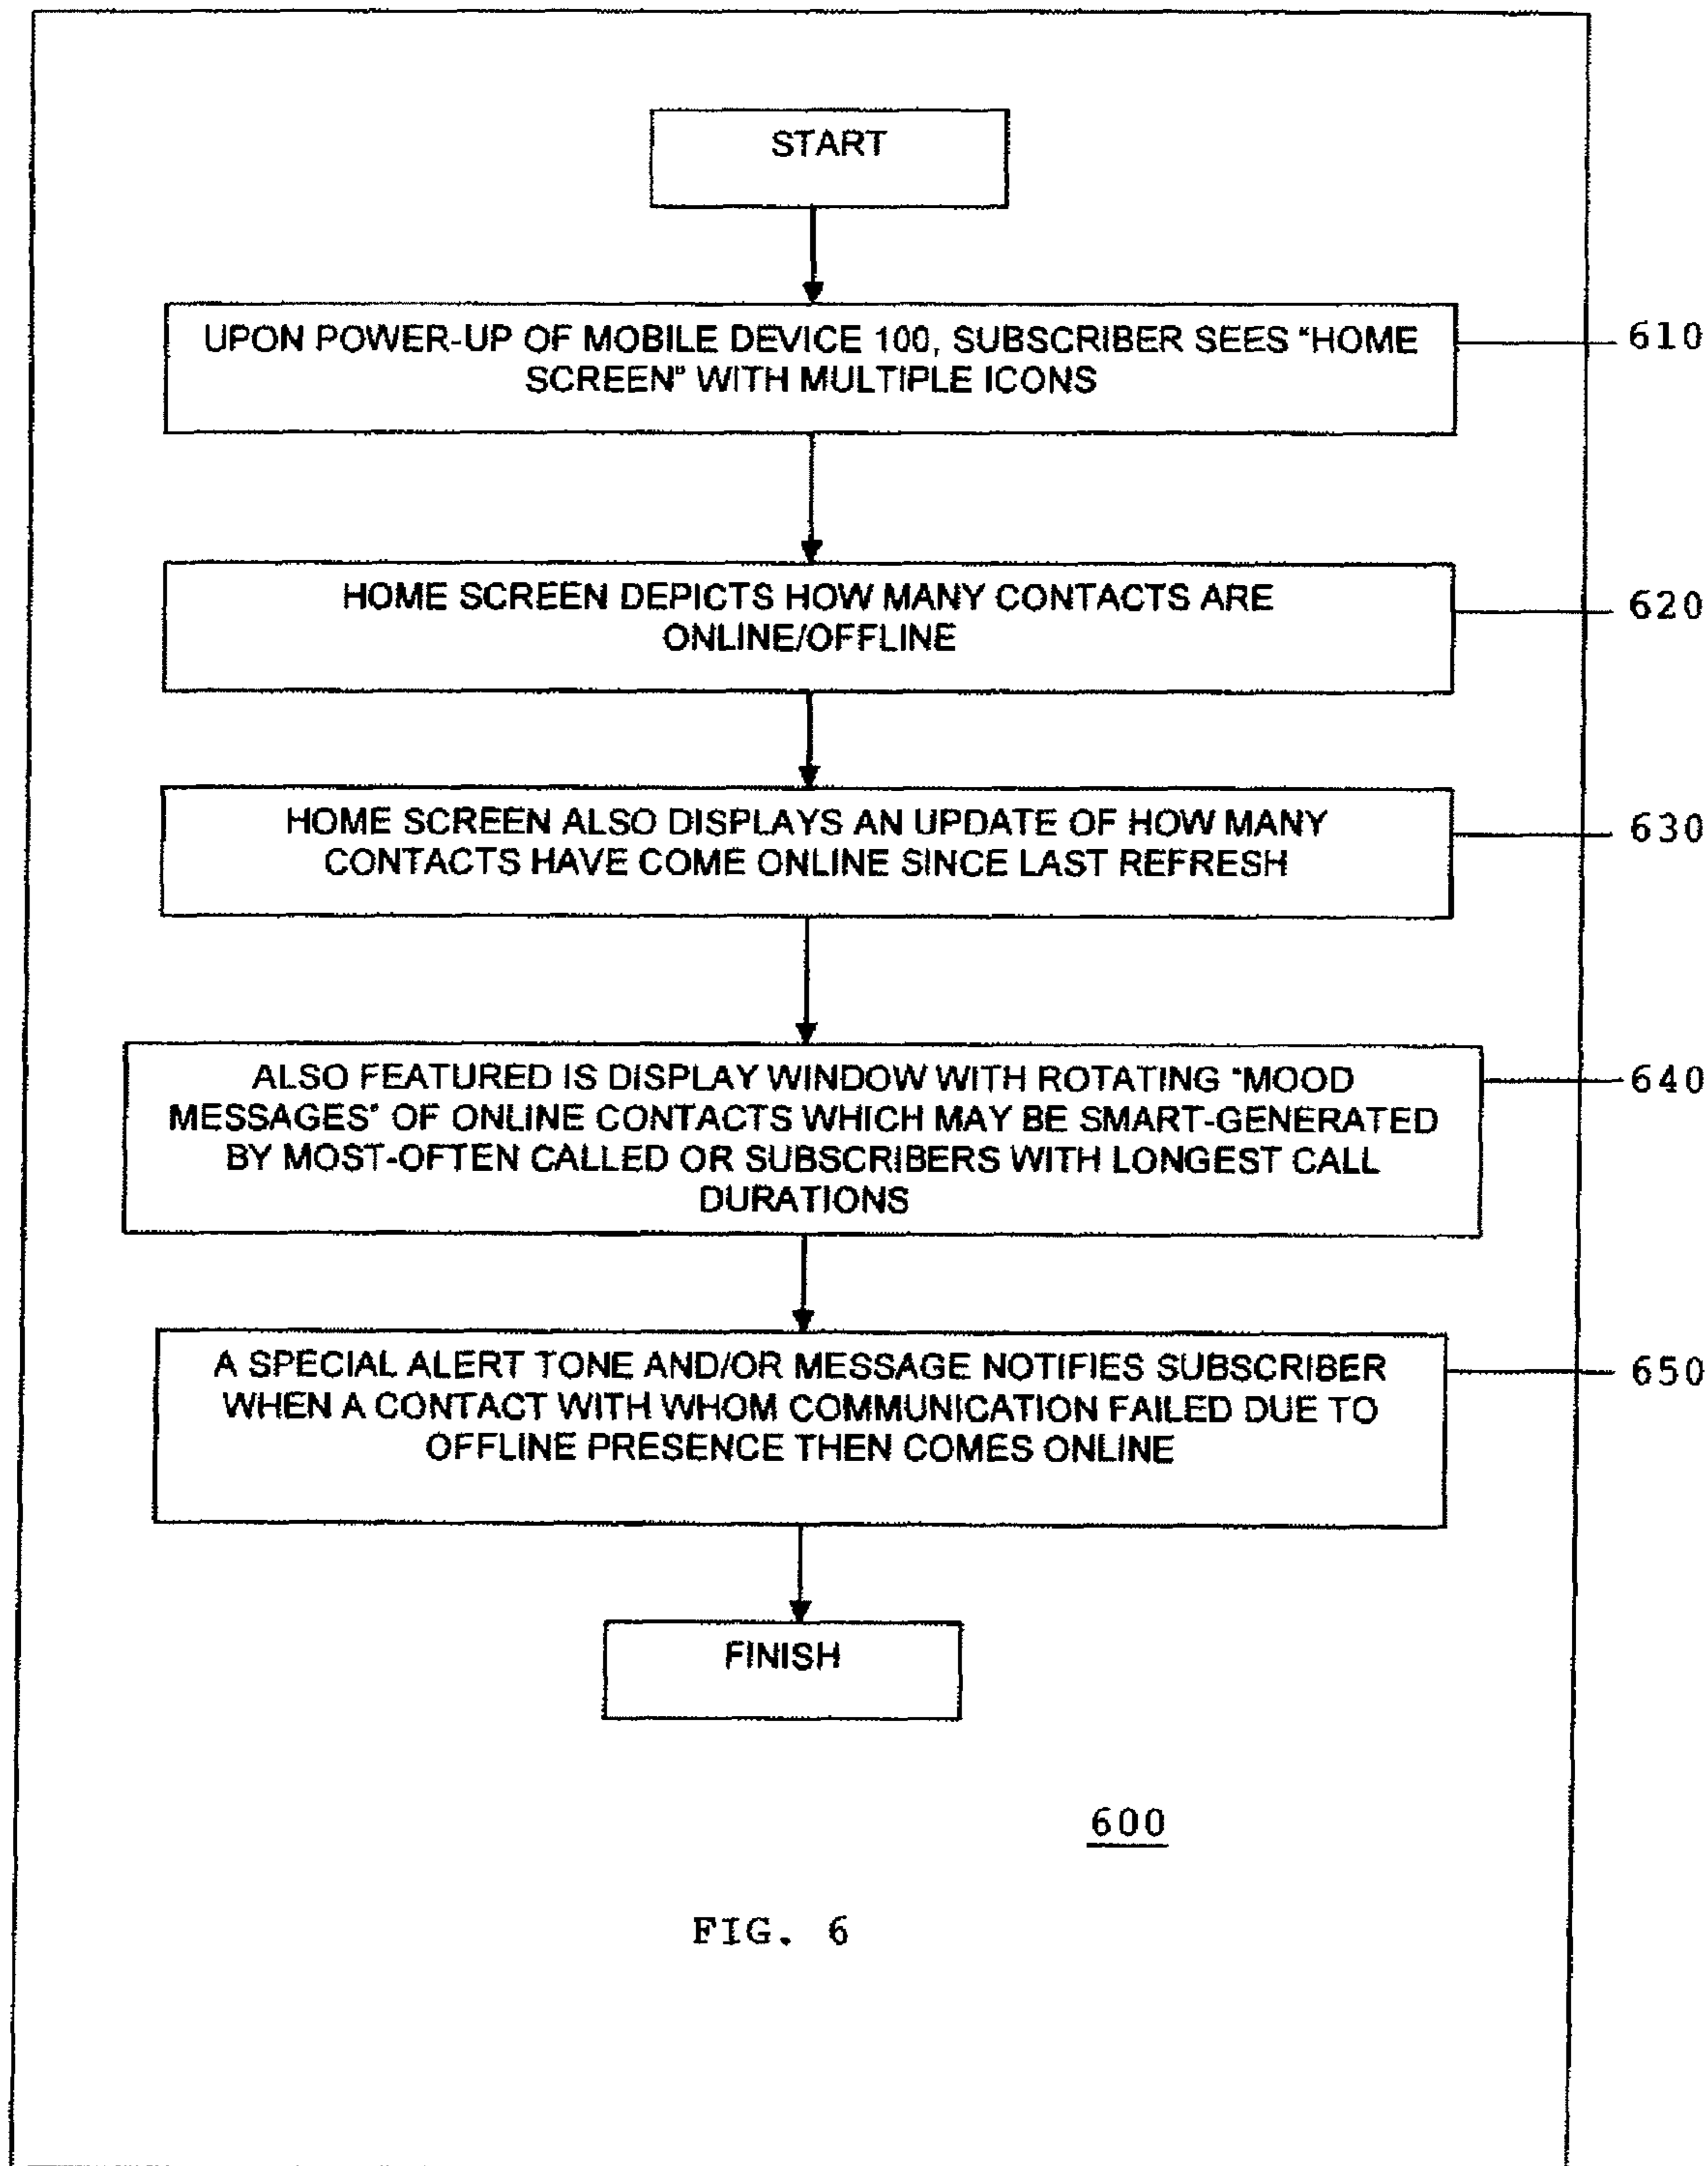 START
UPON POWER-UP OF MOBILE DEVICE 100, SUBSCRIBER SEES "HOME
SCREEN" WITH MULTIPLE ICONS
610
HOME SCREEN DEPICTS HOW MANY CONTACTS ARE
ONLINE/OFFLINE
620
HOME SCREEN ALSO DISPLAYS AN UPDATE OF HOW MANY
CONTACTS HAVE COME ONLINE SINCE LAST REFRESH
630
ALSO FEATURED IS DISPLAY WINDOW WITH ROTATING "MOOD
MESSAGES" OF ONLINE CONTACTS WHICH MAY BE SMART-GENERATED
BY MOST-OFTEN CALLED OR SUBSCRIBERS WITH LONGEST CALL
DURATIONS
640
A SPECIAL ALERT TONE AND/OR MESSAGE NOTIFIES SUBSCRIBER
WHEN A CONTACT WITH WHOM COMMUNICATION FAILED DUE TO
OFFLINE PRESENCE THEN COMES ONLINE
650
FINISH
600
FIG. 6